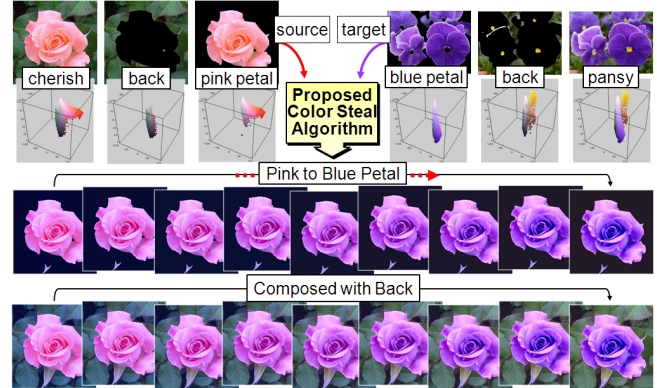 source
target
cherish
back
pink petal
blue petal
back
pansy
Proposed
Color Steal
Algorithm
Pink to Blue Petal
Composed with Back